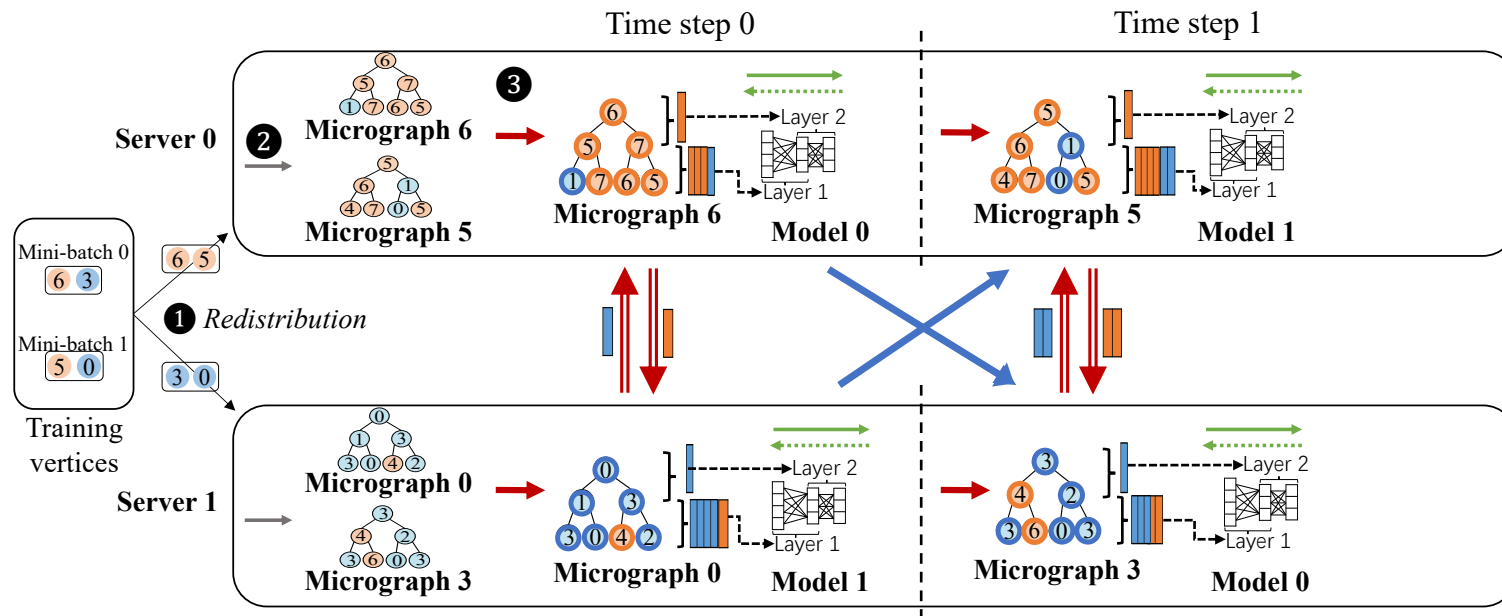 Time step 0
Time step 1
Server 0
2
6
5 7
1 7 6 5
Micrograph 6
5
6 1
4 7 0 5
Micrograph 5
3
6
5 7
1 7 6 5
Micrograph 6
Layer 2
Layer 1
Model 0
5
6 1
4 7 0 5
Micrograph 5
Layer 2
Layer 1
Model 1
Mini-batch 0
6 3
Mini-batch 1
5 0
Training
vertices
6 5
1 Redistribution
3 0
Server 1
0
1 3
3 0 4 2
Micrograph 0
3
4 2
3 6 0 3
Micrograph 3
0
1 3
3 0 4 2
Micrograph 0
Layer 2
Layer 1
Model 1
3
4 2
3 6 0 3
Micrograph 3
Layer 2
Layer 1
Model 0